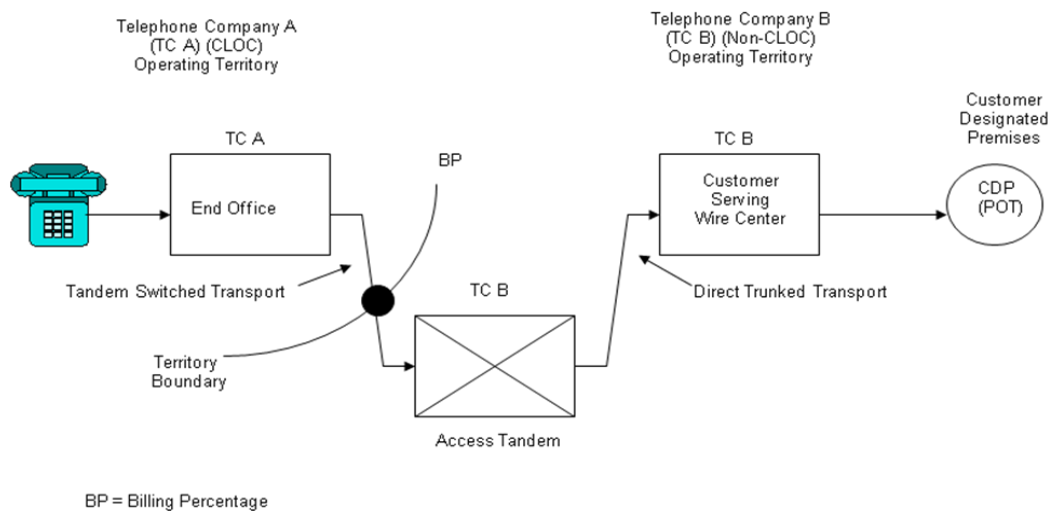 Telephone Company A
(TC A) (CLOC)
Operating Territory
Telephone Company B
(TC B) (Non-CLOC)
Operating Territory
Customer
Designated
Premises
TC A
BP
TC B
End Office
Customer
Serving
Wire Center
CDP
(POT)
Tandem Switched Transport
TC B
Direct Trunked Transport
Territory
Boundary
Access Tandem
BP = Billing Percentage